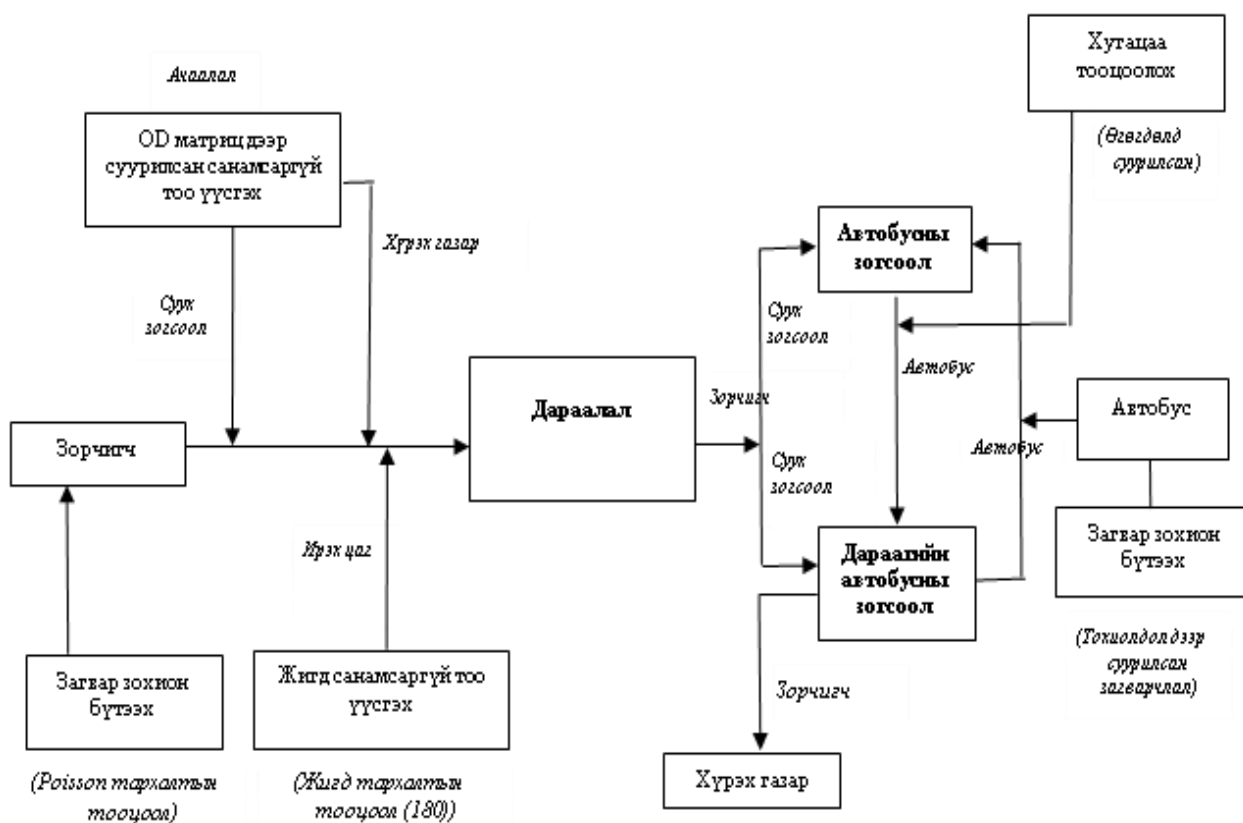 Ачаалал
OD матриц дээр
суурилсан санамсаргүй
тоо үүсгэх
Хүрэх газар
Суух
зогсоол
Зорчигч
Ирэх цаг
Загвар зохион
бүтээх
(Poisson тархалтын
тооцоол)
Жигд санамсаргүй тоо
үүсгэх
(Жигд тархалтын
тооцоол (180))
Дараалал
Зорчигч
Суух
зогсоол
Суух
зогсоол
Автобусны
зогсоол
Автобус
Дараагийн
автобусны
зогсоол
Зорчигч
Хүрэх газар
Хутацаа
тооцоолох
(Өгөгдөлд
суурилсан)
Автобус
Автобус
Загвар зохион
бүтээх
(Тохиолдол дээр
суурилсан
загварчлал)